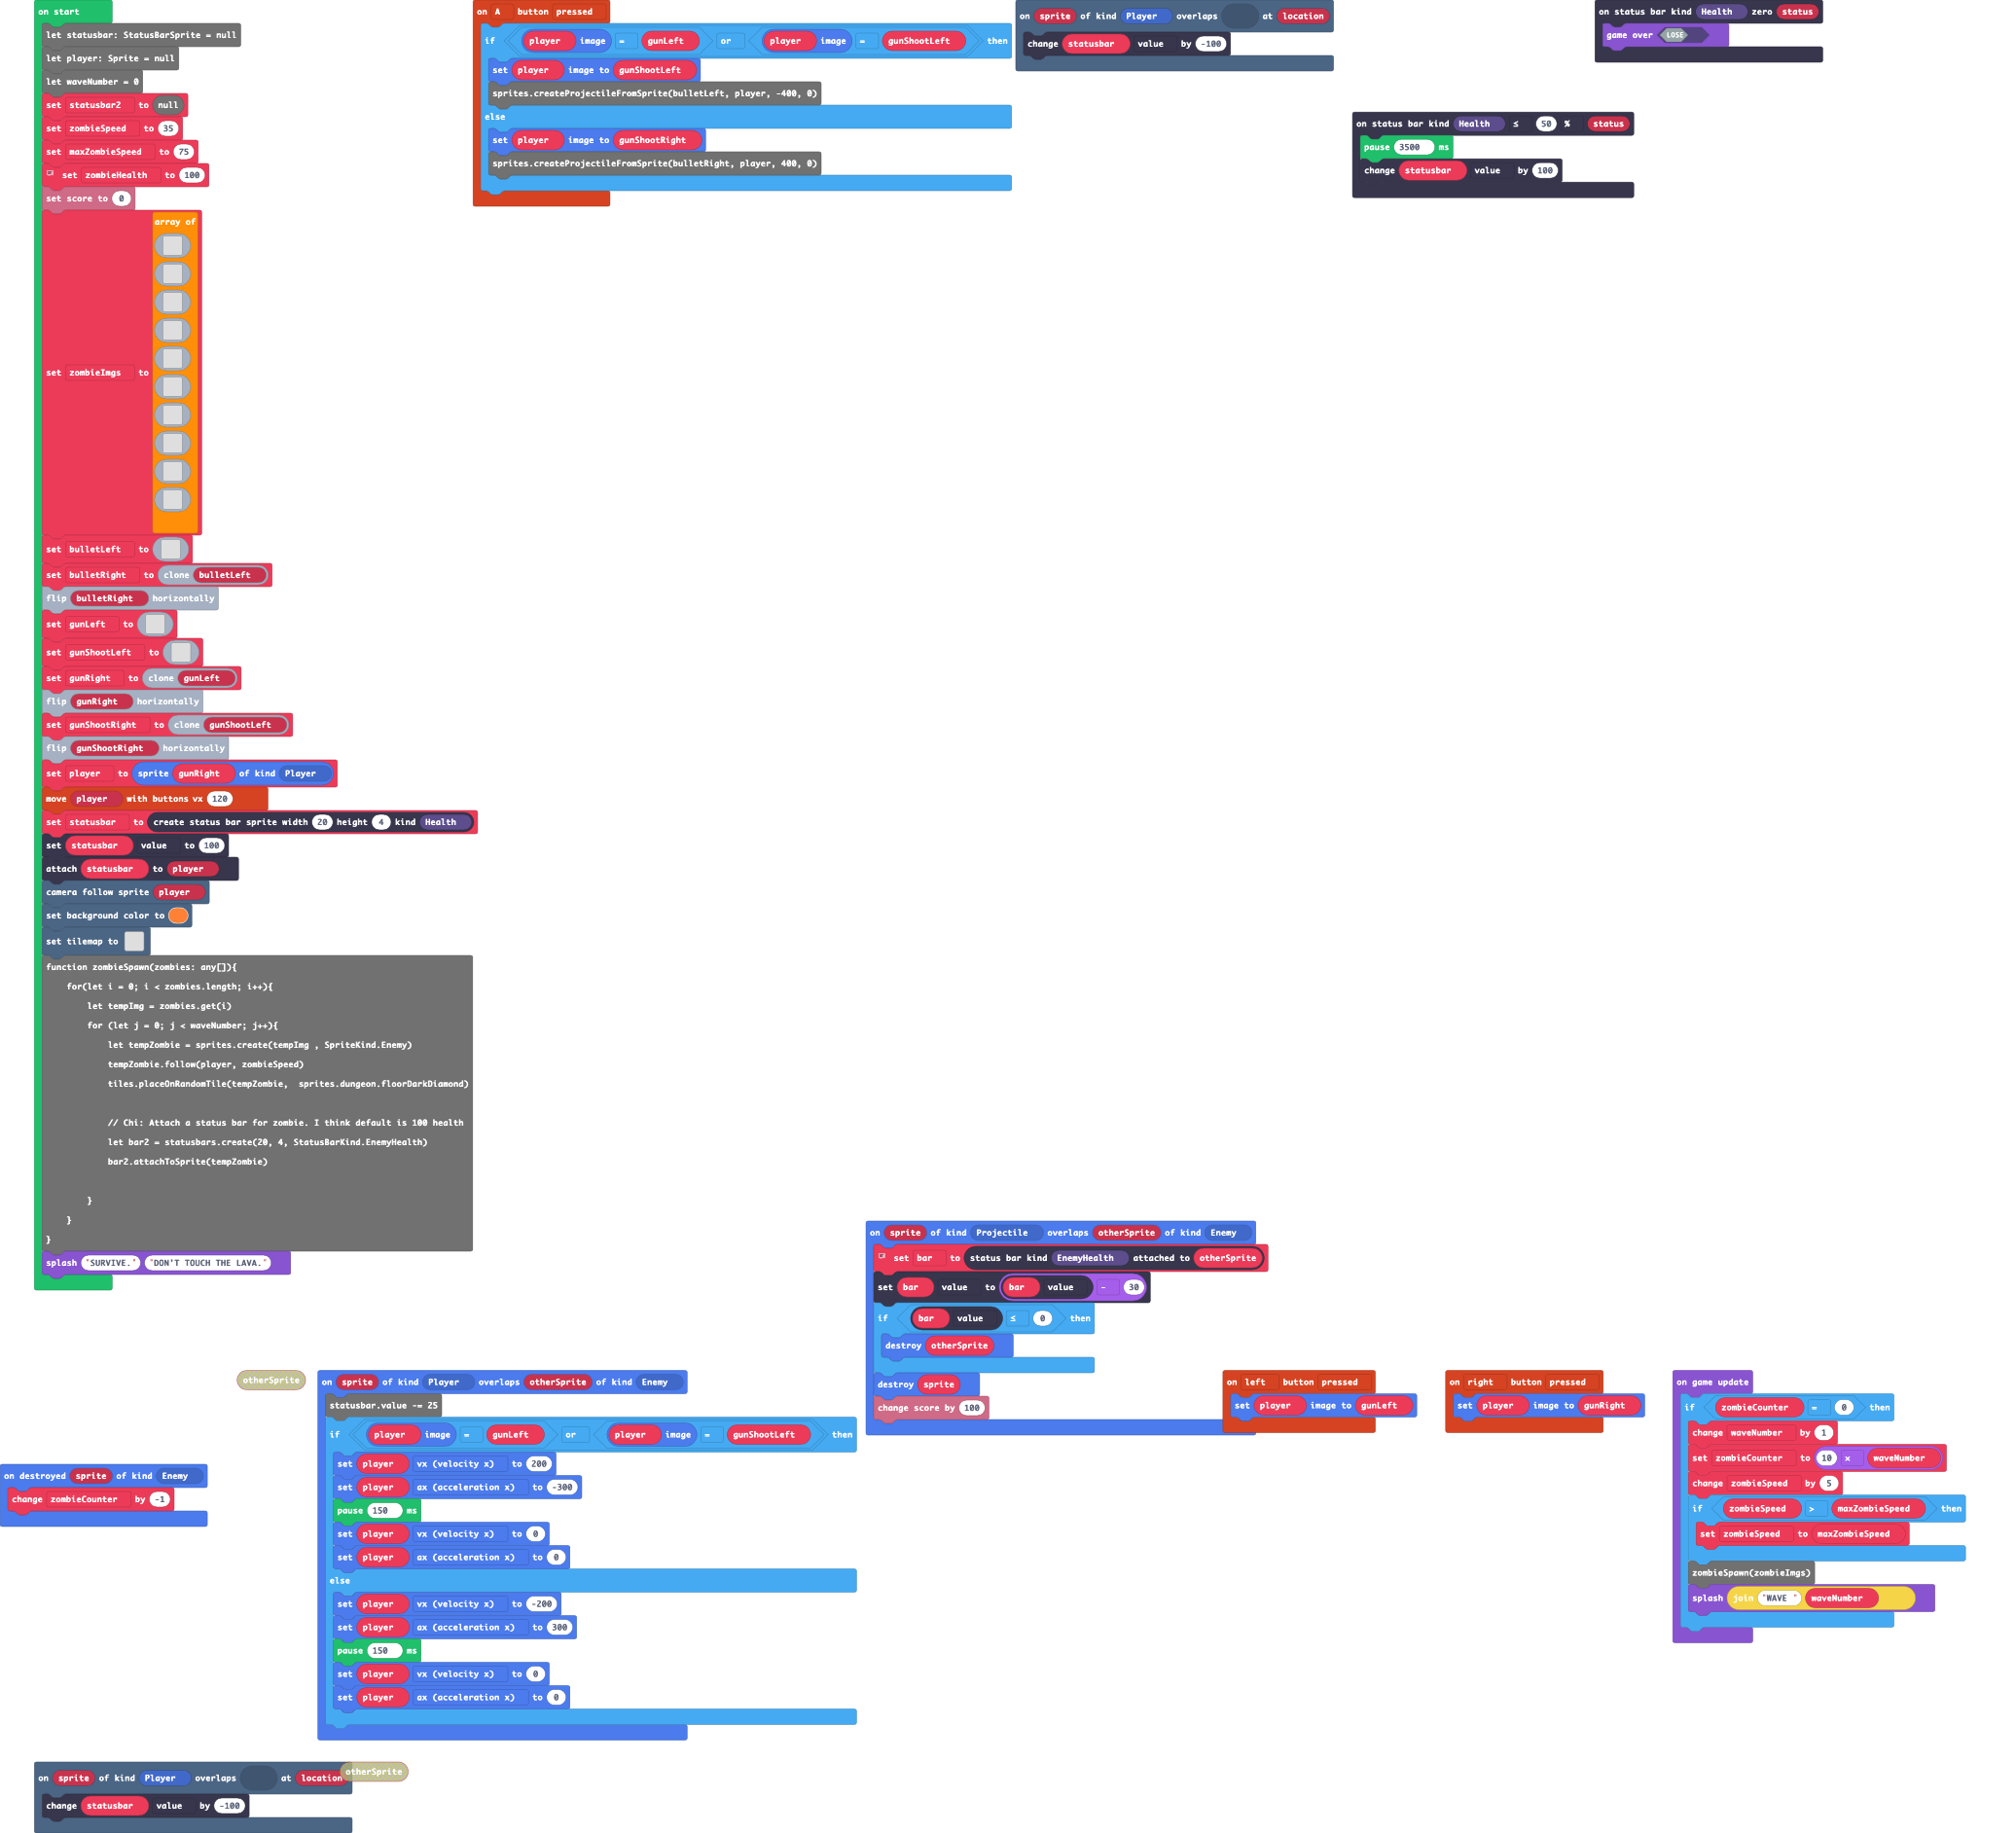 on start
let statusbar: StatusBarSprite = null
let player: Sprite = null
let waveNumber = 0
set statusbar2 to null
set zombieSpeed to 35
set maxZombieSpeed to 75
set zombieHealth to 100
set score to 0
set zombieImgs to array of
set bulletLeft to
set bulletRight to clone bulletLeft
flip bulletRight horizontally
set gunLeft to
set gunShootLeft to
set gunRight to clone gunLeft
flip gunRight horizontally
set gunShootRight to clone gunShootLeft
flip gunShootRight horizontally
set player to sprite gunRight of kind Player
move player with buttons vx 120
set statusbar to create status bar sprite width 20 height 4 kind Health
set statusbar value to 100
attach statusbar to player
camera follow sprite player
set background color to
set tilemap to
function zombieSpawn(zombies: any[]){
for(let i = 0; i < zombies.length; i++){
let tempImg = zombies.get(i)
for (let j = 0; j < waveNumber; j++){
let tempZombie = sprites.create(tempImg , SpriteKind.Enemy)
tempZombie.follow(player, zombieSpeed)
tiles.placeOnRandomTile(tempZombie,  sprites.dungeon.floorDarkDiamond)
// Chi: Attach a status bar for zombie. I think default is 100 health
let bar2 = statusbars.create(20, 4, StatusBarKind.EnemyHealth)
bar2.attachToSprite(tempZombie)
}
}
}
splash "SURVIVE." "DON'T TOUCH THE LAVA."
on A button pressed
if player image = gunLeft or player image = gunShootLeft then
set player image to gunShootLeft
sprites.createProjectileFromSprite(bulletLeft, player, -400, 0)
else
set player image to gunShootRight
sprites.createProjectileFromSprite(bulletRight, player, 400, 0)
on sprite of kind Player overlaps at location
change statusbar value by -100
on status bar kind Health zero status
game over LOSE
on status bar kind Health ≤ 50 % status
pause 3500 ms
change statusbar value by 100
on sprite of kind Projectile overlaps otherSprite of kind Enemy
set bar to status bar kind EnemyHealth attached to otherSprite
set bar value to bar value - 30
if bar value ≤ 0 then
destroy otherSprite
destroy sprite
change score by 100
otherSprite
on sprite of kind Player overlaps otherSprite of kind Enemy
statusbar.value -= 25
if player image = gunLeft or player image = gunShootLeft then
set player vx (velocity x) to 200
set player ax (acceleration x) to -300
pause 150 ms
set player vx (velocity x) to 0
set player ax (acceleration x) to 0
else
set player vx (velocity x) to -200
set player ax (acceleration x) to 300
pause 150 ms
set player vx (velocity x) to 0
set player ax (acceleration x) to 0
on left button pressed
set player image to gunLeft
on right button pressed
set player image to gunRight
on game update
if zombieCounter = 0 then
change waveNumber by 1
set zombieCounter to 10 x waveNumber
change zombieSpeed by 5
if zombieSpeed > maxZombieSpeed then
set zombieSpeed to maxZombieSpeed
zombieSpawn(zombieImgs)
splash join "WAVE " waveNumber
on destroyed sprite of kind Enemy
change zombieCounter by -1
on sprite of kind Player overlaps at location
otherSprite
change statusbar value by -100